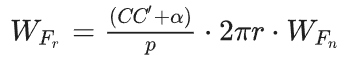 W_{F_r} = \frac{(CC'+\alpha)}{p} \cdot 2\pi r \cdot W_{F_n}